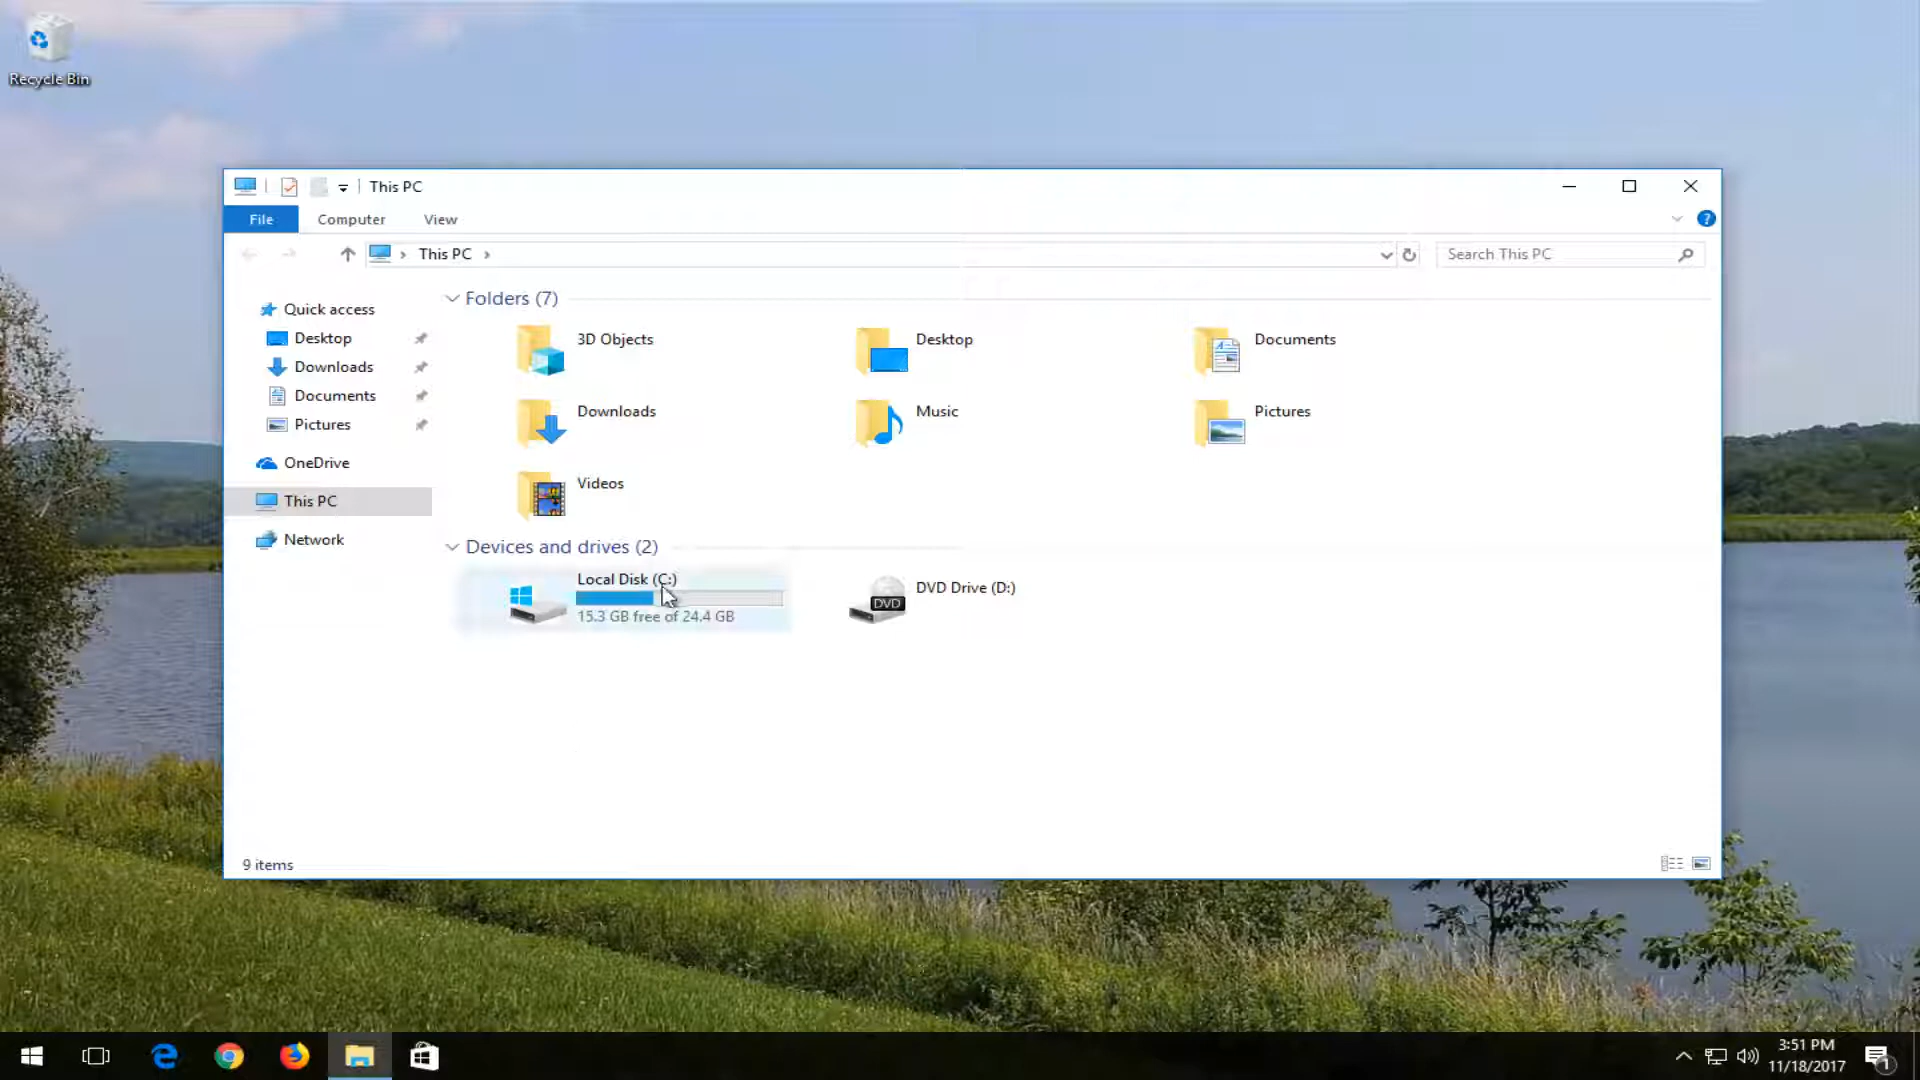 Recycle Bin
This PC
File
Computer
View
This PC
Search This PC
Quick access
Desktop
Downloads
Documents
Pictures
OneDrive
This PC
Network
Folders (7)
3D Objects
Desktop
Documents
Downloads
Music
Pictures
Videos
Devices and drives (2)
Local Disk (C:)
15.3 GB free of 24.4 GB
DVD
DVD Drive (D:)
9 items
3:51 PM
11/18/2017
1